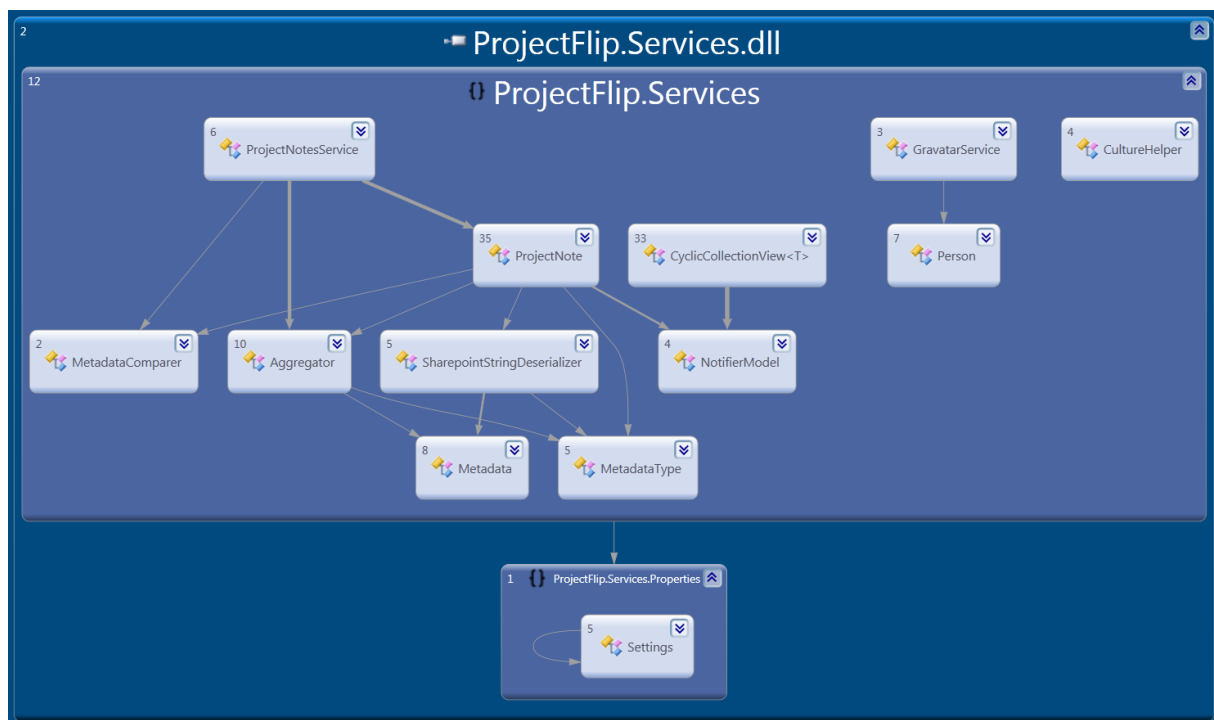 2
ProjectFlip.Services.dll
12
{} ProjectFlip.Services
6
ProjectNotesService
3
GravatarService
4
CultureHelper
35
ProjectNote
33
CyclicCollectionView<T>
7
Person
2
MetadataComparer
10
Aggregator
5
SharepointStringDeserializer
4
NotifierModel
8
Metadata
5
MetadataType
1 {} ProjectFlip.Services.Properties
5
Settings